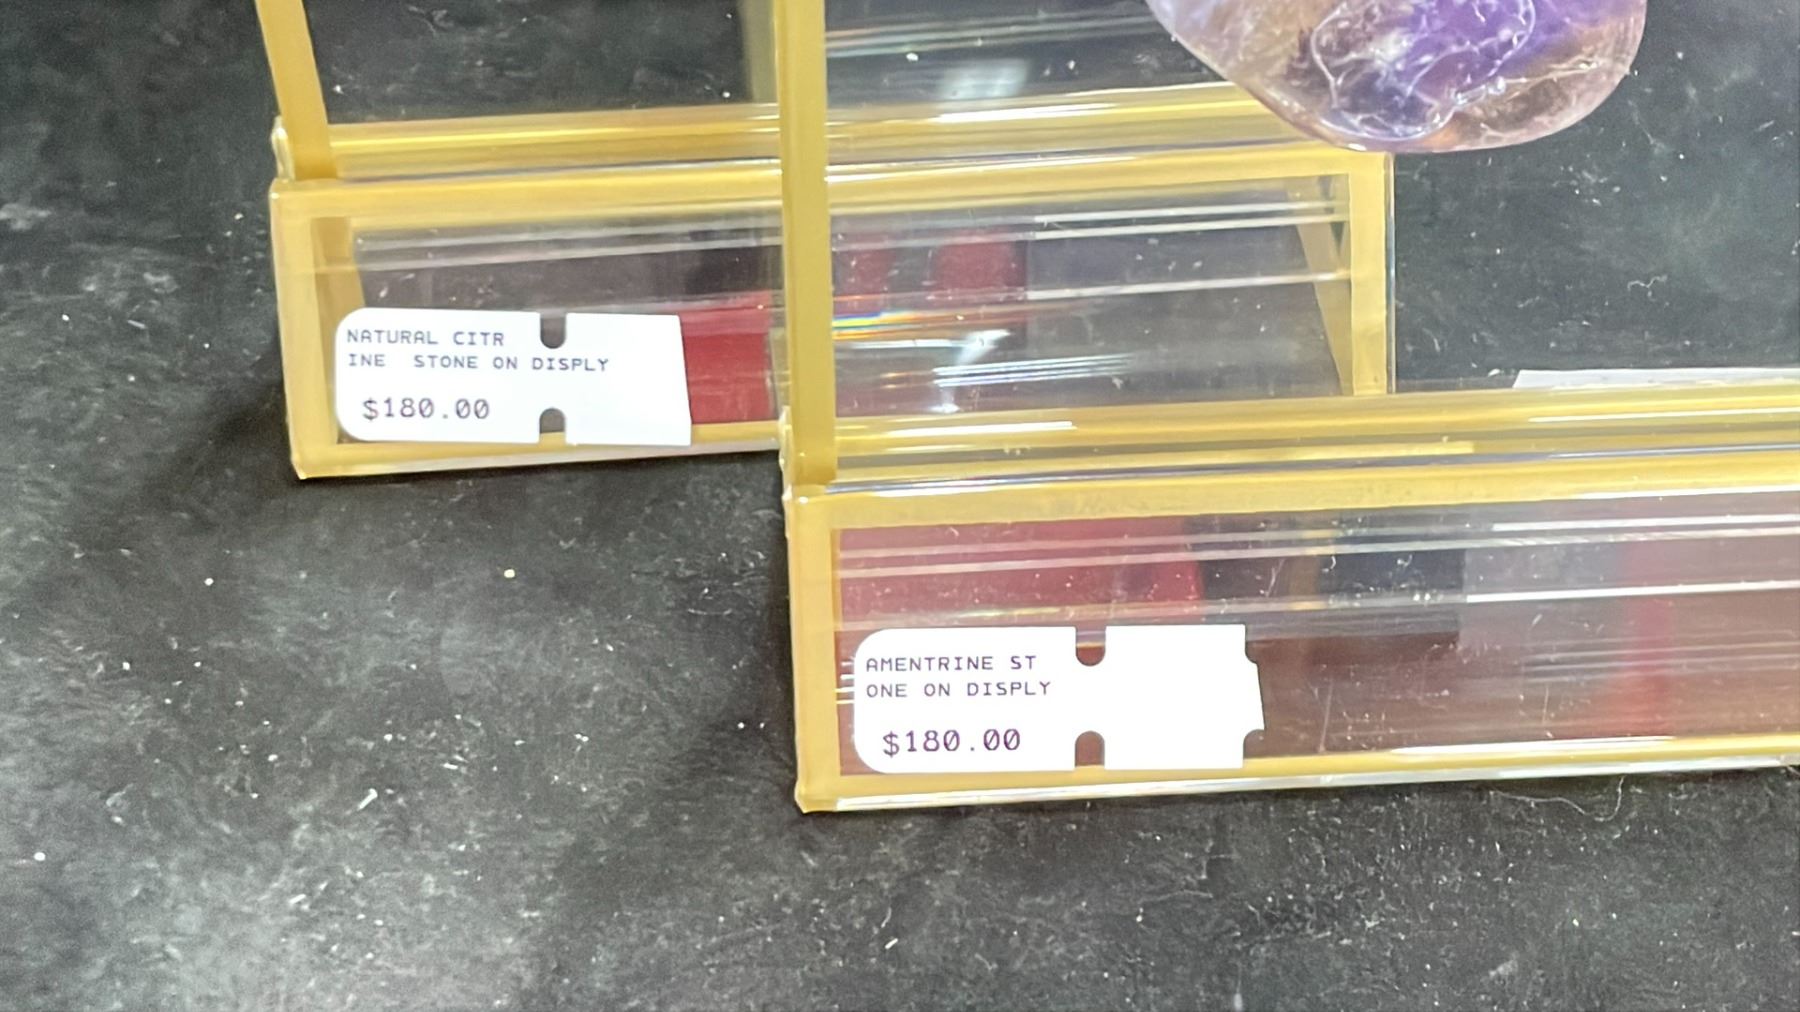 NATURAL CITR
INE STONE ON DISPLY
$180.00
AMENTRINE ST
ONE ON DISPLY
$180.00